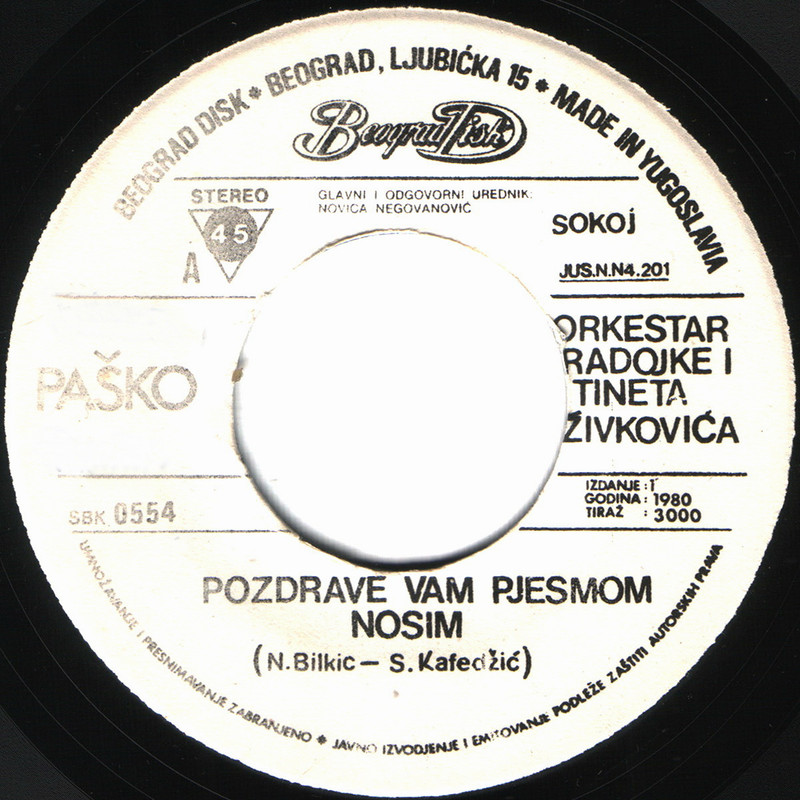 BEOGRAD DISK * BEOGRAD, LJUBIĆKA 15 * MADE IN YUGOSLAVIA
Beograd Disk
STEREO
45
A
GLAVNI I ODGOVORNI UREDNIK:
NOVICA NEGOVANOVIĆ
SOKOJ
JUS.N.N4.201
PAŠKO
ORKESTAR
RADOJKE I
TINETA
ŽIVKOVIĆA
SBK 0554
IZDANJE : 1
GODINA : 1980
TIRAŽ : 3000
POZDRAVE VAM PJESMOM
NOSIM
(N.Bilkic — S.Kafedžić)
UMNOŽAVANJE I PRESNIMAVANJE ZABRANJENO * JAVNO IZVODJENJE I EMITOVANJE PODLEŽE ZAŠTITI AUTORSKIH PRAVA